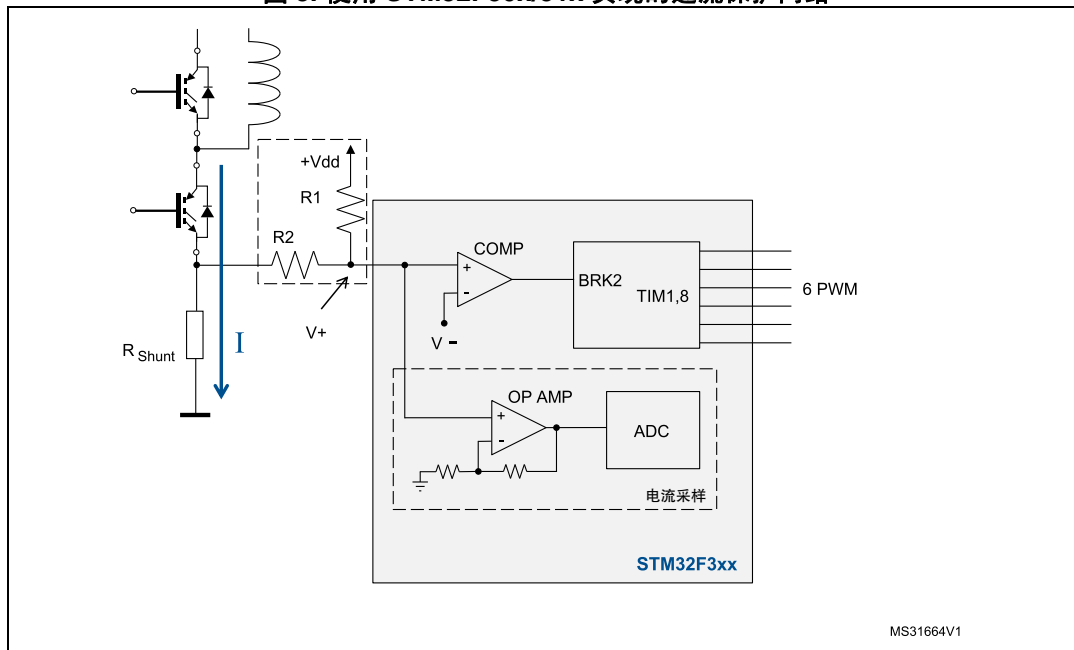 +Vdd
R1
R2
COMP
+
-
V -
BRK2
TIM1,8
6 PWM
V+
R Shunt
I
OP AMP
+
-
ADC
电流采样
STM32F3xx
MS31664V1